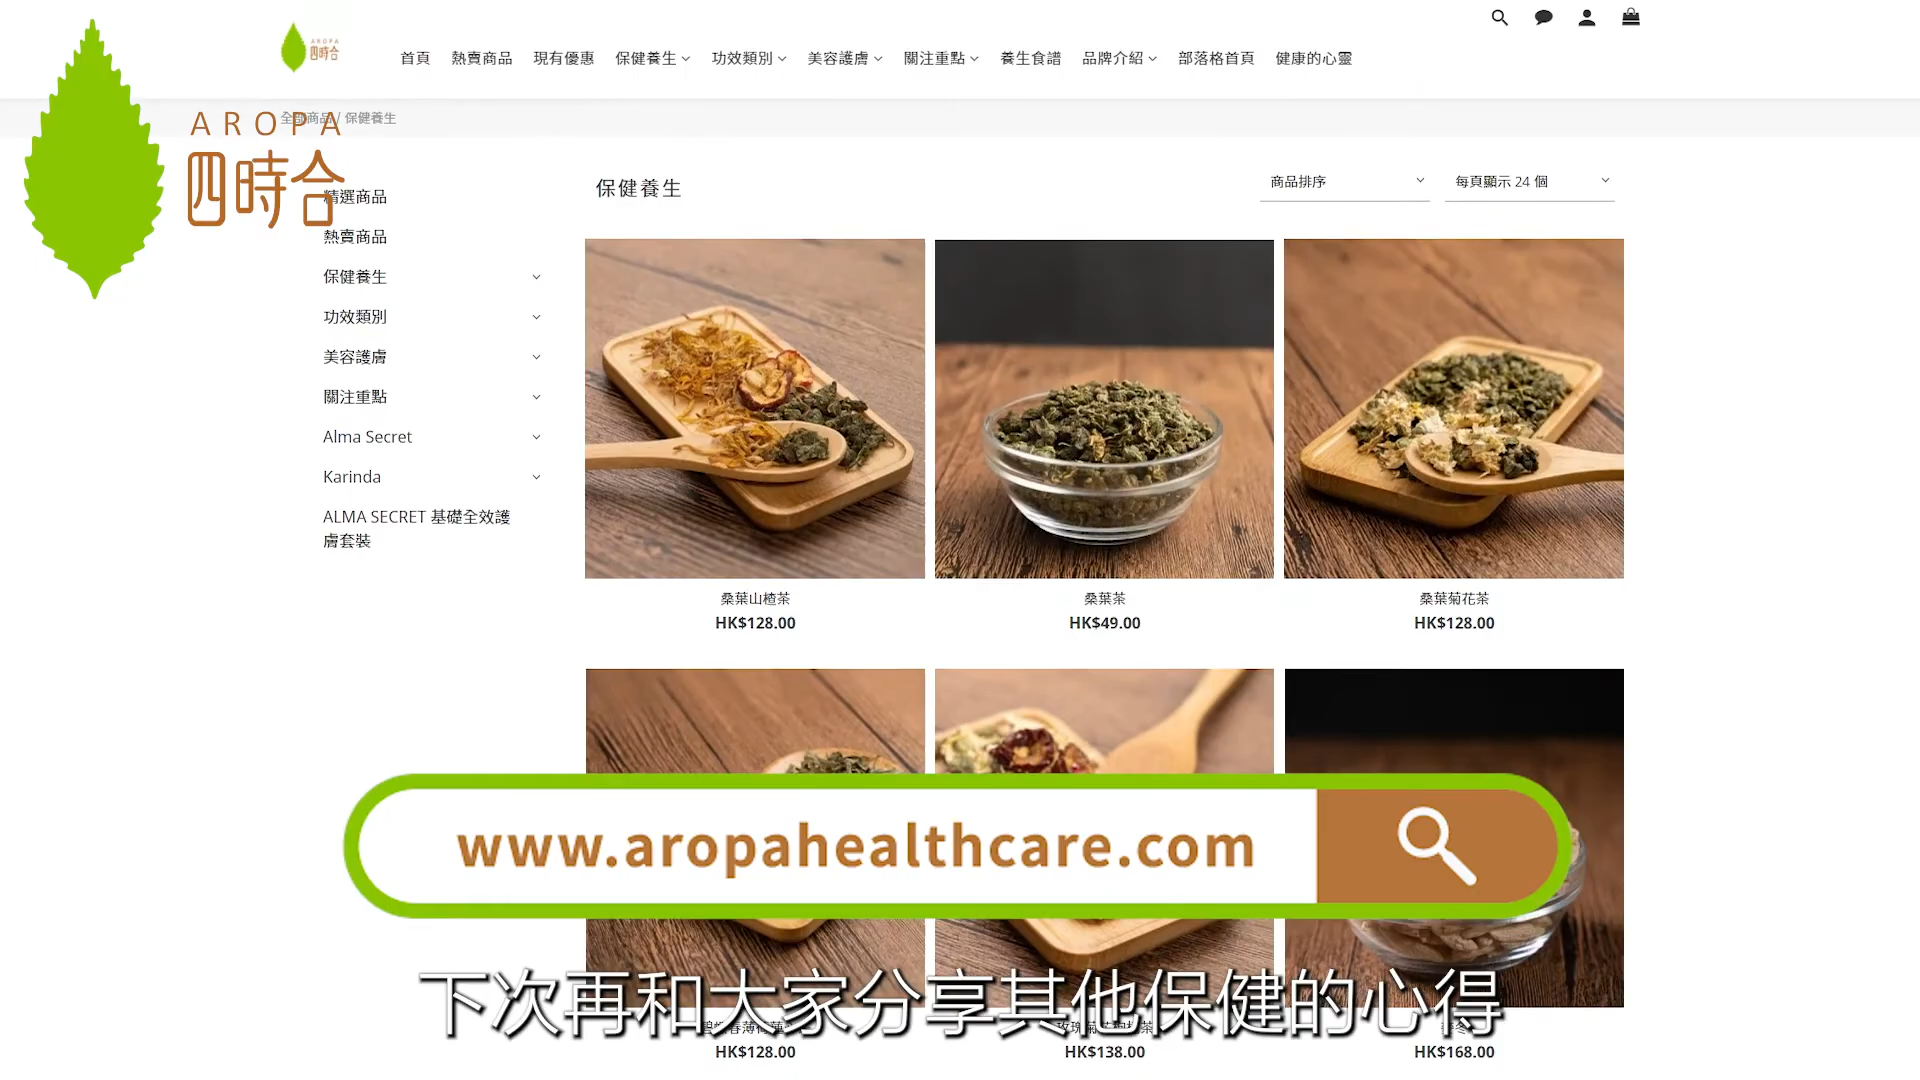 AROPA
四時合
首頁 熱賣商品 現有優惠 保健養生 功效類別 美容護膚 關注重點 養生食譜 品牌介紹 部落格首頁 健康的心靈
AROPA
四時合
全部商品 / 保健養生
精選商品
熱賣商品
保健養生
功效類別
美容護膚
關注重點
Alma Secret
Karinda
ALMA SECRET 基礎全效護
膚套裝
保健養生
商品排序
每頁顯示 24 個
桑葉山楂茶
HK$128.00
桑葉茶
HK$49.00
桑葉菊花茶
HK$128.00
www.aropahealthcare.com
下次再和大家分享其他保健的心得
HK$128.00
HK$138.00
HK$168.00